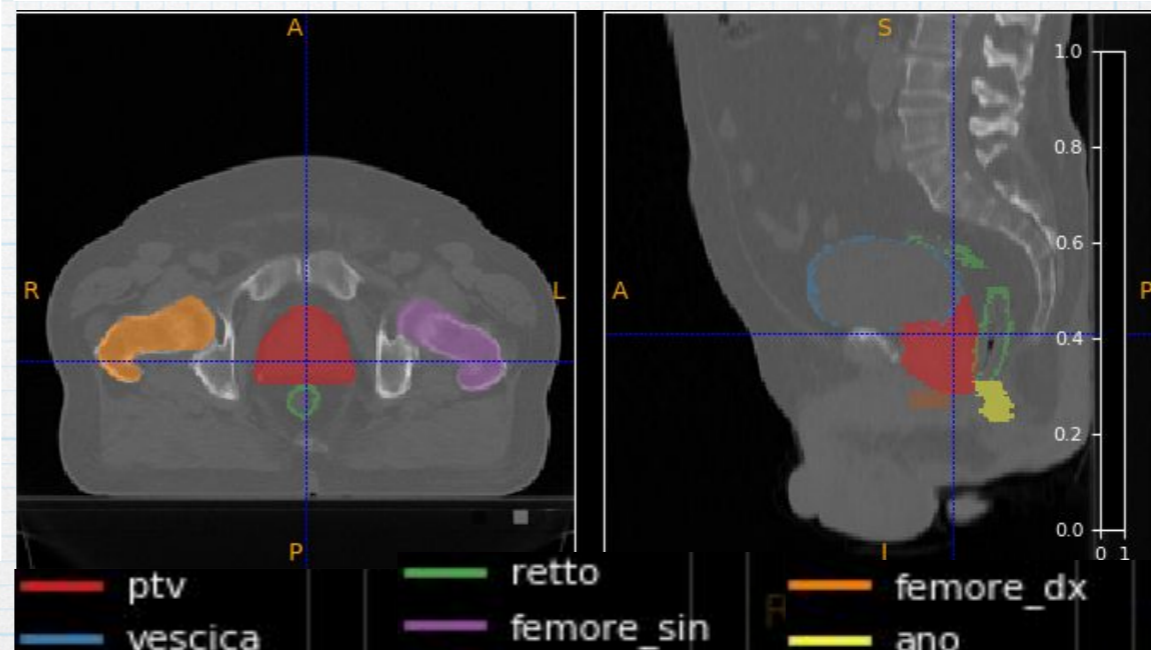 A
S
1.0
0.8
0.6
R
L
A
P
0.4
0.2
0.0
P
I
0 1
ptv
retto
femore_dx
vescica
femore_sin
ano